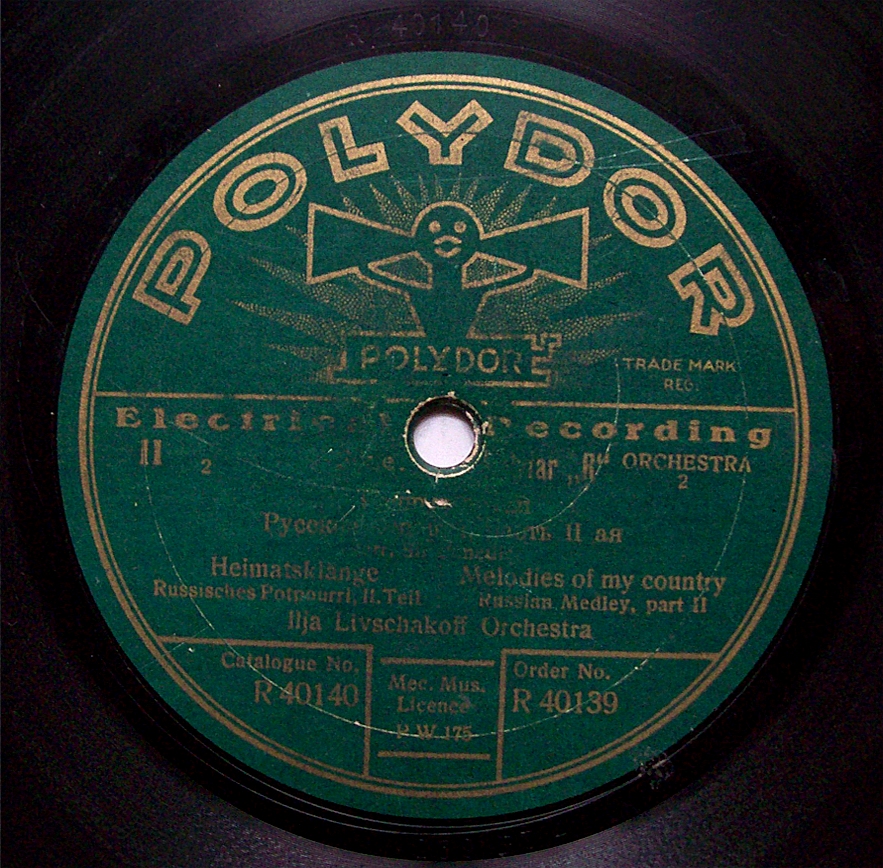 R 40140
POLYDOR
POLYDOR
TRADE MARK
REG.
Electrical Recording
II 2 „R“ ORCHESTRA
2
II ая
Heimatsklänge Melodies of my country
Russisches Potpourri, II. Teil Russian Medley, part II
Ilja Livschakoff Orchestra
Catalogue No.
R 40140
Mec. Mus.
Licence
P. W. 175
Order No.
R 40139